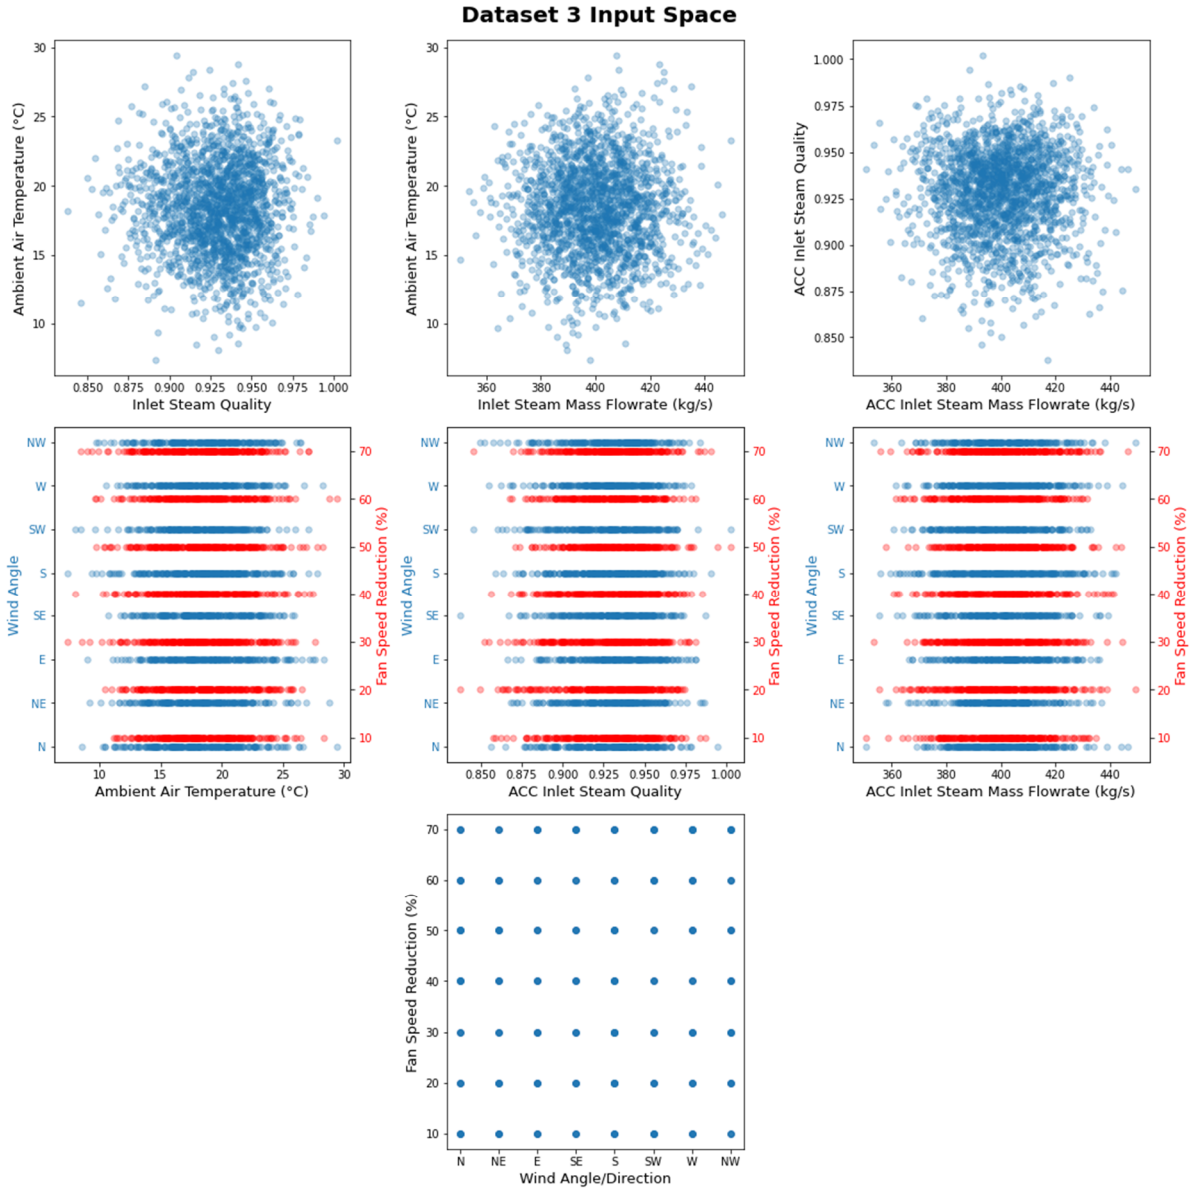 Dataset 3 Input Space
30
25
20
15
10
Ambient Air Temperature (°C)
0.850 0.875 0.900 0.925 0.950 0.975 1.000
Inlet Steam Quality
30
25
20
15
10
Ambient Air Temperature (°C)
360 380 400 420 440
Inlet Steam Mass Flowrate (kg/s)
1.000
0.975
0.950
0.925
0.900
0.875
0.850
ACC Inlet Steam Quality
360 380 400 420 440
ACC Inlet Steam Mass Flowrate (kg/s)
NW
W
SW
S
SE
E
NE
N
Wind Angle
70
60
50
40
30
20
10
Fan Speed Reduction (%)
10 15 20 25 30
Ambient Air Temperature (°C)
NW
W
SW
S
SE
E
NE
N
Wind Angle
70
60
50
40
30
20
10
Fan Speed Reduction (%)
0.850 0.875 0.900 0.925 0.950 0.975 1.000
ACC Inlet Steam Quality
NW
W
SW
S
SE
E
NE
N
Wind Angle
70
60
50
40
30
20
10
Fan Speed Reduction (%)
360 380 400 420 440
ACC Inlet Steam Mass Flowrate (kg/s)
70
60
50
40
30
20
10
Fan Speed Reduction (%)
N NE E SE S SW W NW
Wind Angle/Direction